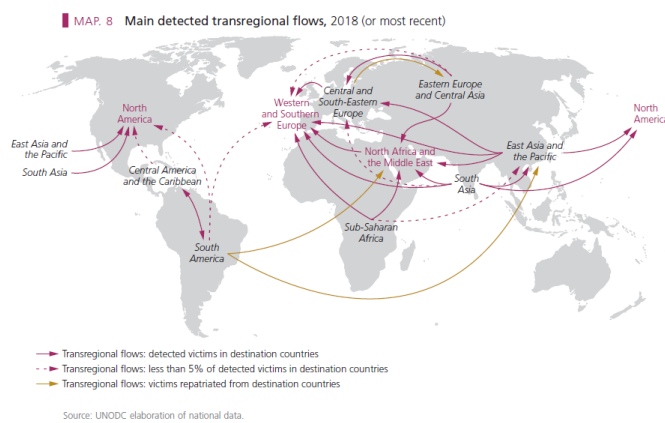 MAP. 8 Main detected transregional flows, 2018 (or most recent)
Eastern Europe
and Central Asia
Central and
South-Eastern
Europe
Western
and Southern
Europe
North
America
North
America
East Asia and
the Pacific
South Asia
Central America
and the Caribbean
North Africa and
the Middle East
East Asia and
the Pacific
South
Asia
Sub-Saharan
Africa
South
America
Transregional flows: detected victims in destination countries
Transregional flows: less than 5% of detected victims in destination countries
Transregional flows: victims repatriated from destination countries
Source: UNODC elaboration of national data.